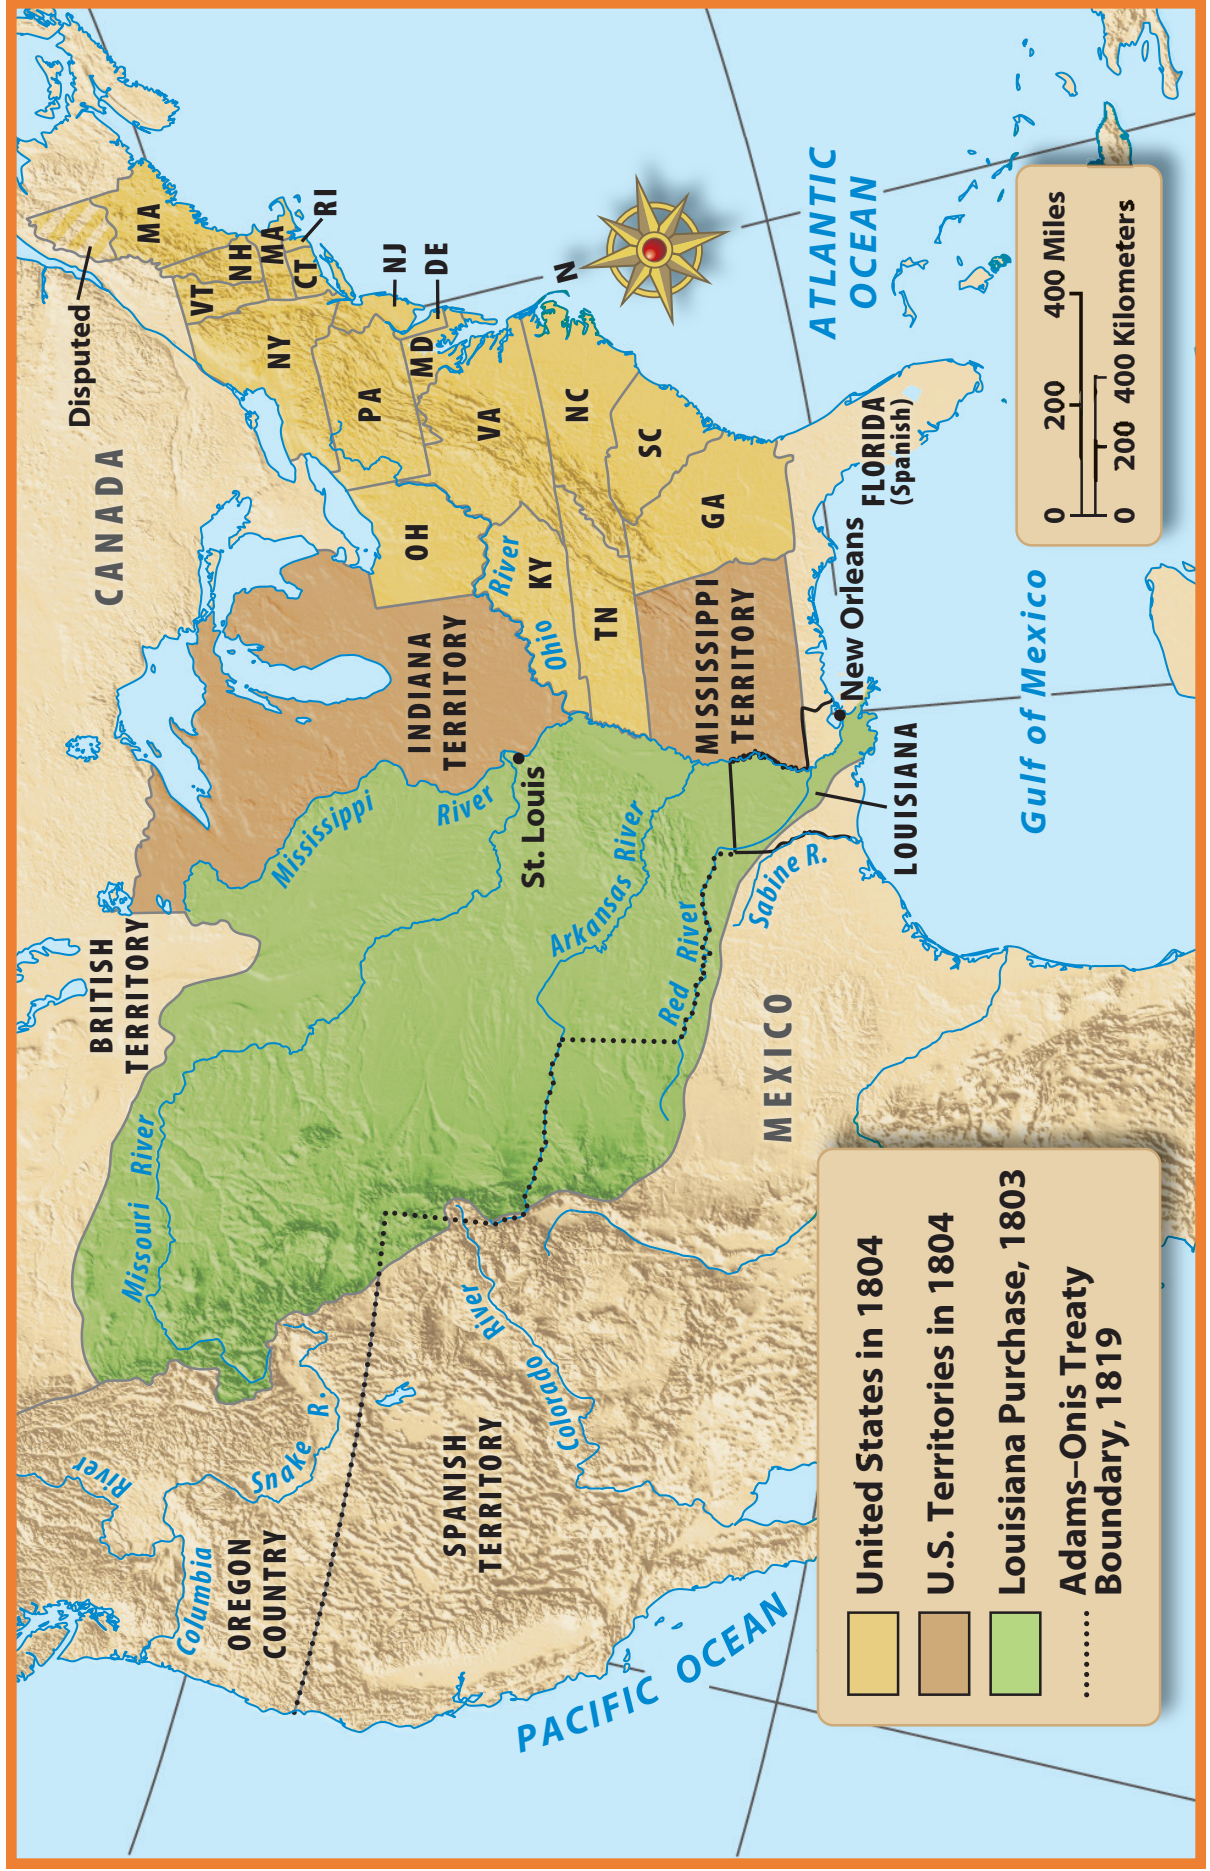 CANADA
Disputed
BRITISH
TERRITORY
MA
VT
NH
MA
RI
CT
NY
NJ
DE
PA
MD
OH
VA
Ohio River
KY
NC
TN
SC
GA
INDIANA
TERRITORY
MISSISSIPPI
TERRITORY
Mississippi River
St. Louis
Missouri River
Arkansas River
Red River
Sabine R.
New Orleans
LOUISIANA
FLORIDA
(Spanish)
MEXICO
Columbia River
Snake R.
OREGON
COUNTRY
SPANISH
TERRITORY
Colorado River
PACIFIC OCEAN
Gulf of Mexico
ATLANTIC
OCEAN
N
United States in 1804
U.S. Territories in 1804
Louisiana Purchase, 1803
Adams–Onis Treaty
Boundary, 1819
0 200 400 Miles
0 200 400 Kilometers